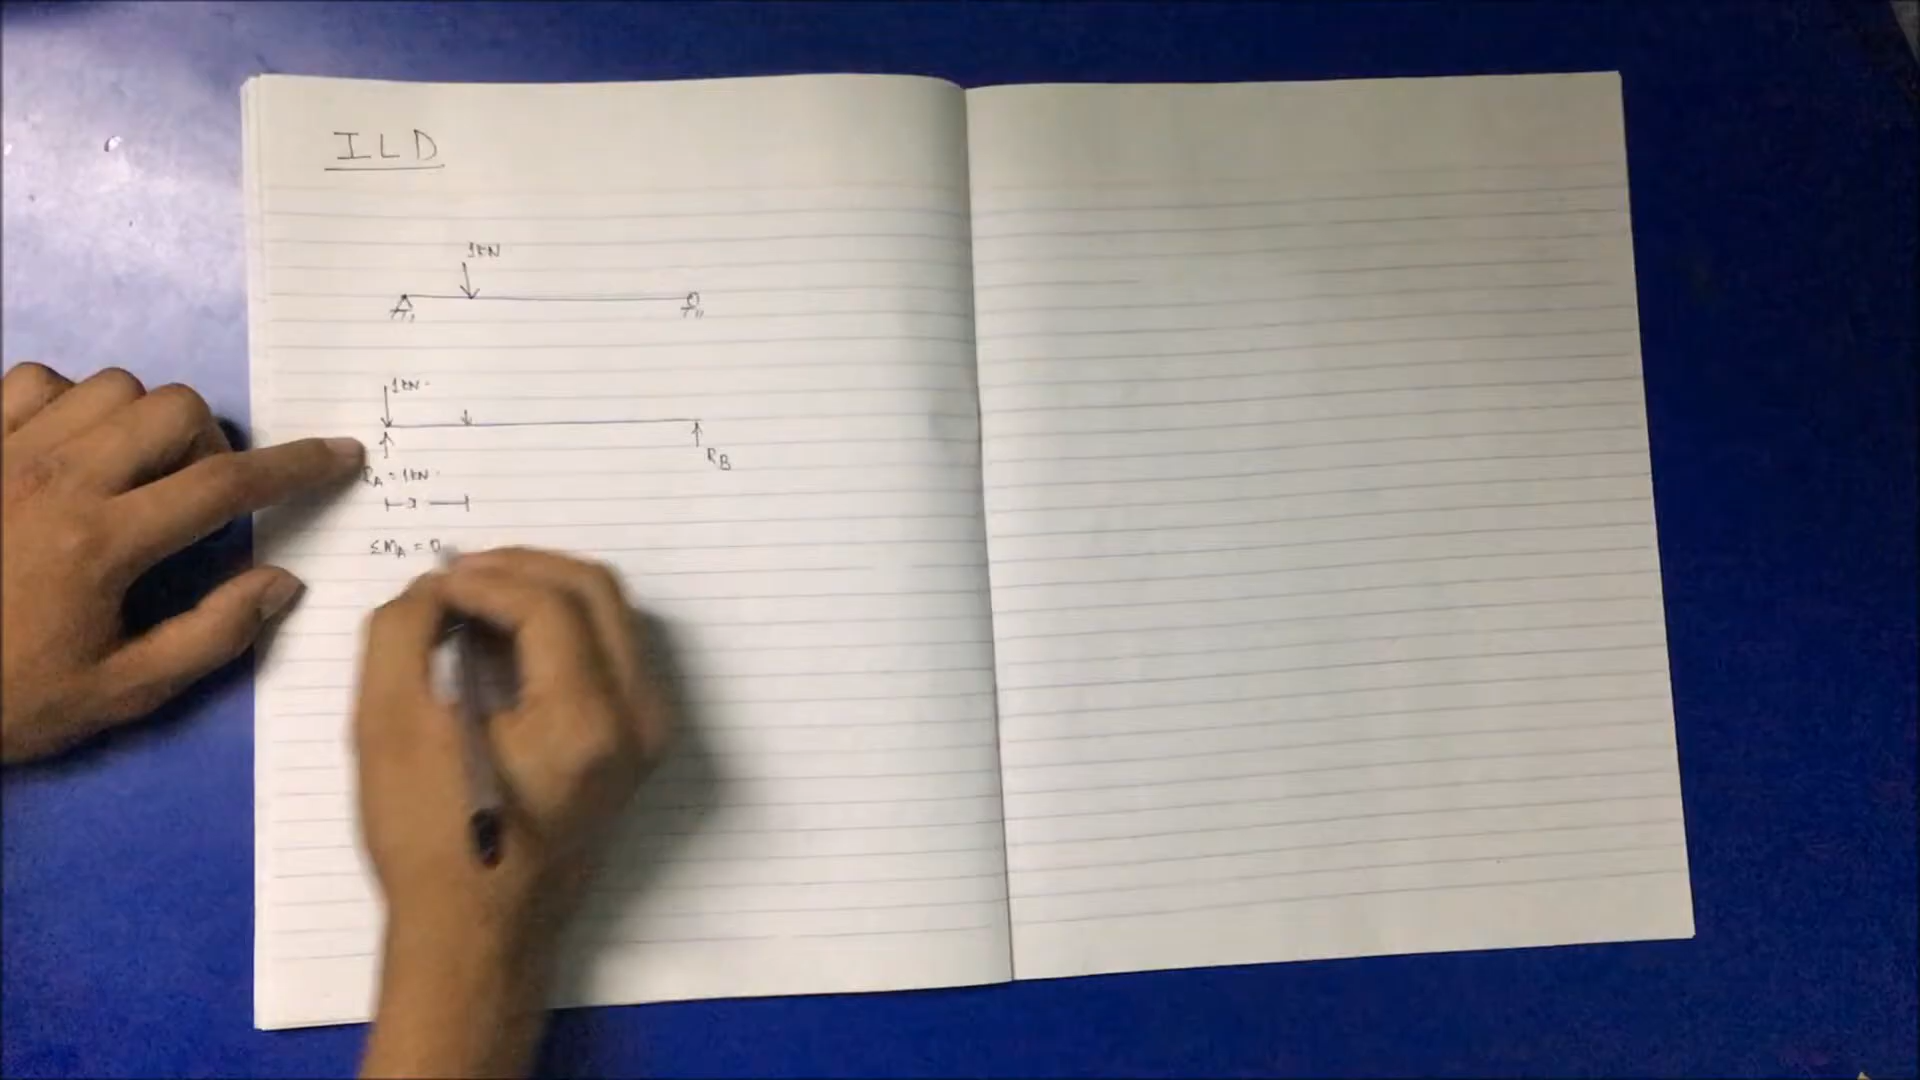 ILD
1kN
1kN.
R_A = 1kN.
R_B
x
ΣM_A = 0